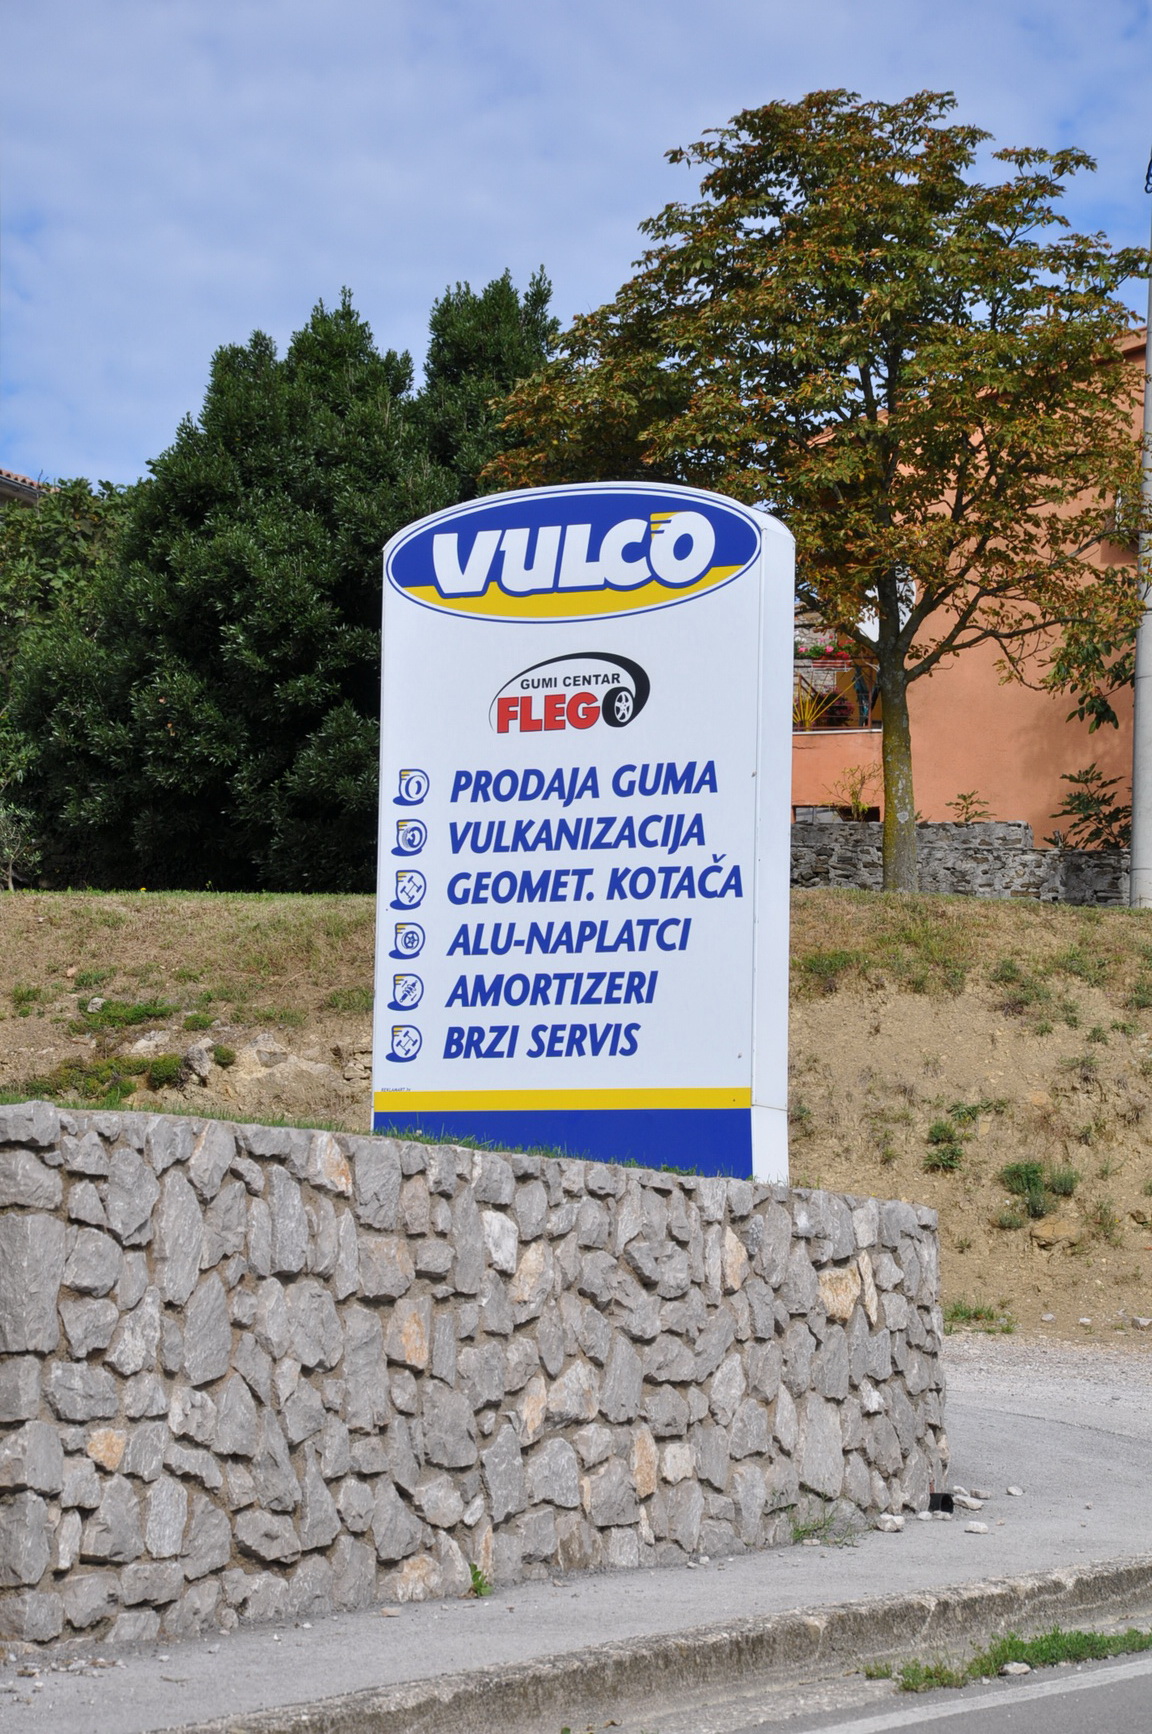 VULCO
GUMI CENTAR
FLEGO
PRODAJA GUMA
VULKANIZACIJA
GEOMET. KOTAČA
ALU-NAPLATCI
AMORTIZERI
BRZI SERVIS